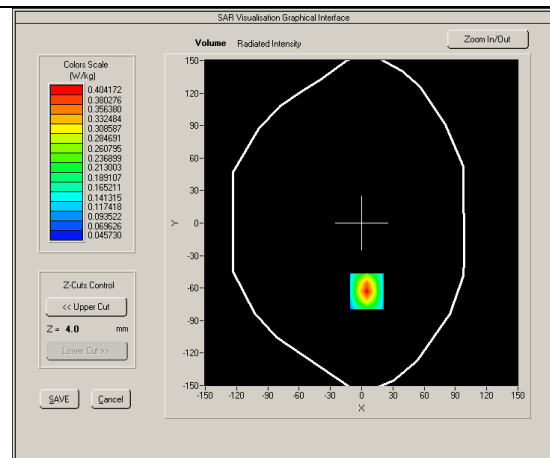 SAR Visualisation Graphical Interface
Volume Radiated Intensity
Zoom In/Out
Colors Scale
(W/kg)
0.404172
0.380276
0.356380
0.332484
0.308587
0.284691
0.260795
0.236899
0.213003
0.189107
0.165211
0.141315
0.117418
0.093522
0.069626
0.045730
Z-Cuts Control
<< Upper Cut
Z = 4.0 mm
Lower Cut >>
SAVE Cancel
150
120
90
60
30
Y 0
-30
-60
-90
-120
-150
-150 -120 -90 -60 -30 0 30 60 90 120 150
X